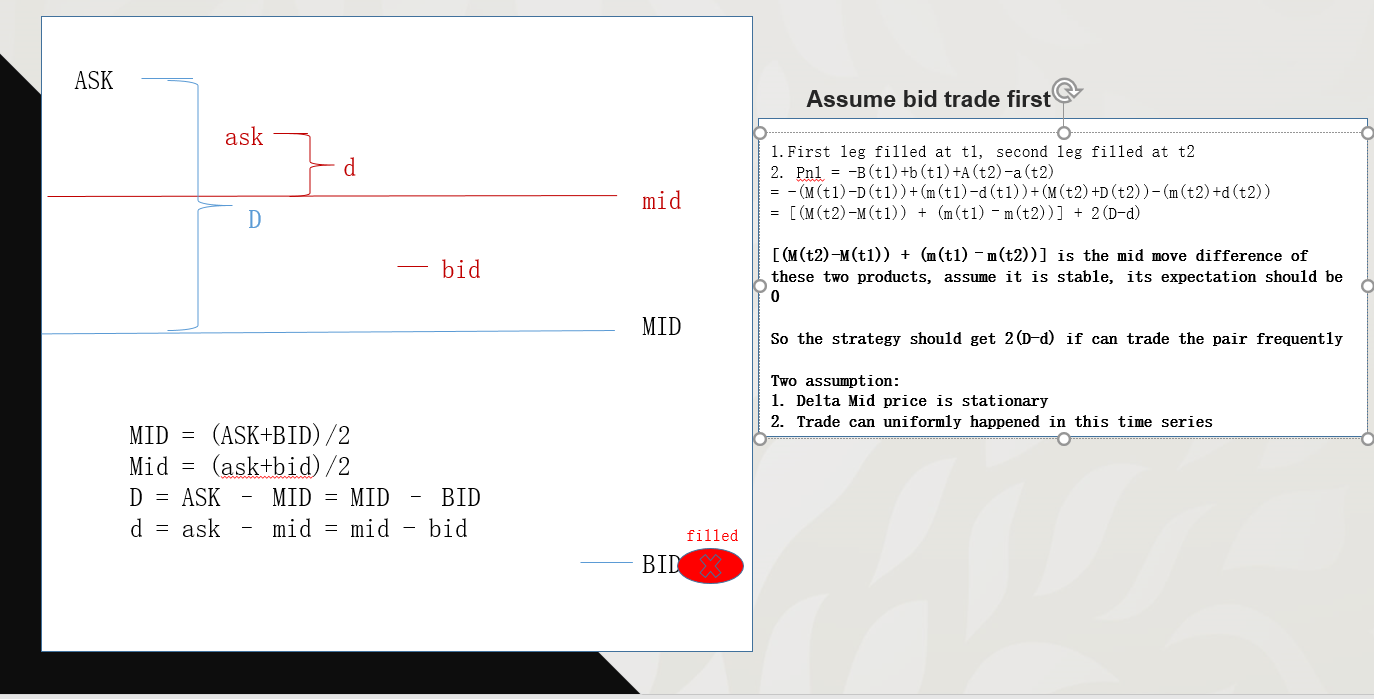 ASK
ask
d
mid
D
bid
MID
MID = (ASK+BID)/2
Mid = (ask+bid)/2
D = ASK - MID = MID - BID
d = ask - mid = mid - bid
filled
BID
Assume bid trade first
1.First leg filled at t1, second leg filled at t2
2. Pnl = -B(t1)+b(t1)+A(t2)-a(t2)
= -(M(t1)-D(t1))+(m(t1)-d(t1))+(M(t2)+D(t2))-(m(t2)+d(t2))
= [(M(t2)-M(t1)) + (m(t1)-m(t2))] + 2(D-d)
[(M(t2)-M(t1)) + (m(t1)-m(t2))] is the mid move difference of
these two products, assume it is stable, its expectation should be
0
So the strategy should get 2(D-d) if can trade the pair frequently
Two assumption:
1. Delta Mid price is stationary
2. Trade can uniformly happened in this time series